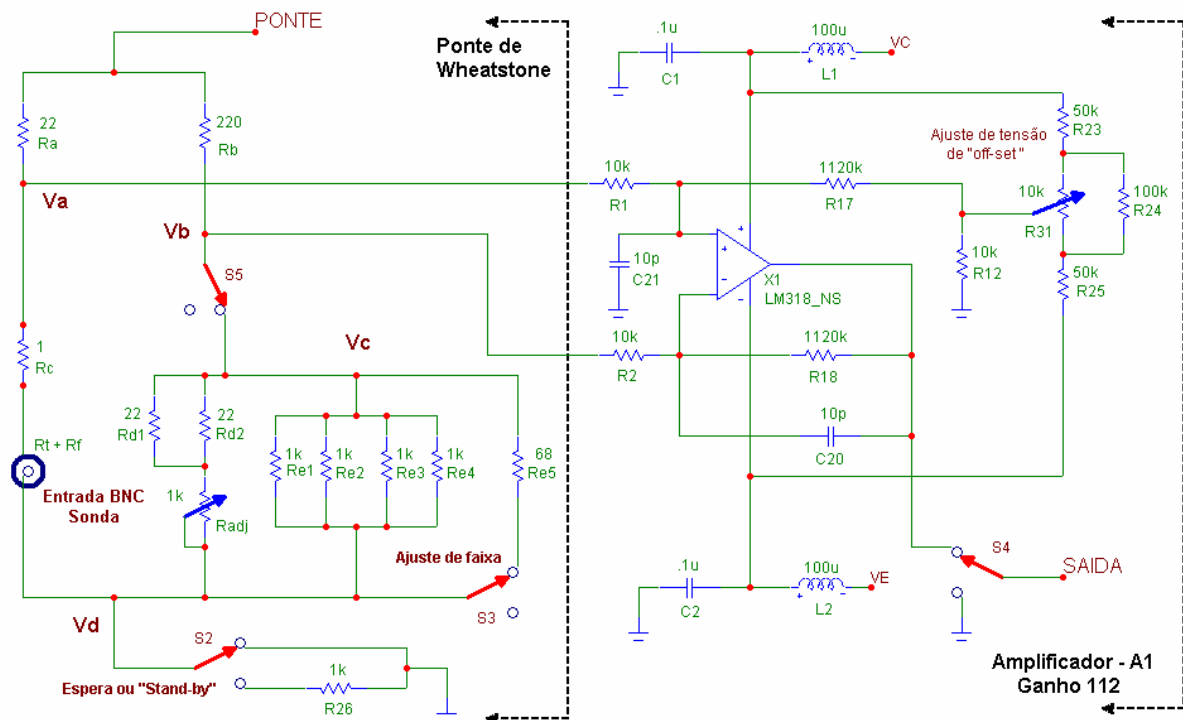 PONTE
Ponte de
Wheatstone
22
Ra
220
Rb
Va
Vb
S5
1
Rc
Vc
Rt + Rf
Entrada BNC
Sonda
22
Rd1
22
Rd2
1k
Radj
1k
Re1
1k
Re2
1k
Re3
1k
Re4
68
Re5
Ajuste de faixa
S3
Vd
S2
Espera ou "Stand-by"
1k
R26
.1u
C1
100u
+ -
L1
VC
Ajuste de tensão
de "off-set"
50k
R23
10k
R31
100k
R24
50k
R25
10k
R1
1120k
R17
10k
R12
10p
C21
+
+
-
-
X1
LM318_NS
10k
R2
1120k
R18
10p
C20
.1u
C2
100u
+ -
L2
VE
S4
SAIDA
Amplificador - A1
Ganho 112